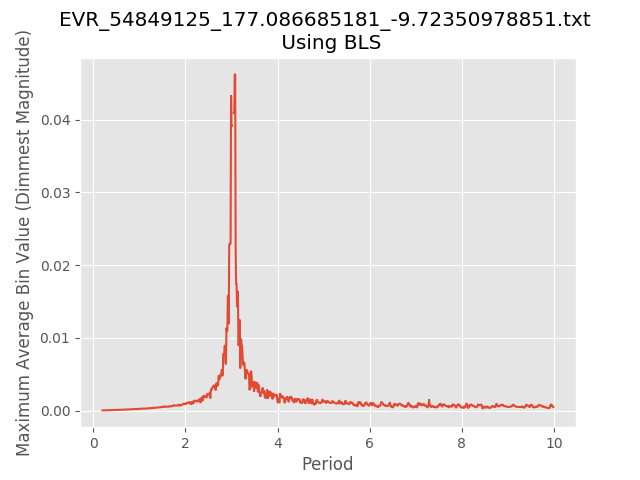 EVR_54849125_177.086685181_-9.72350978851.txt
Using BLS
Maximum Average Bin Value (Dimmest Magnitude)
0.04
0.03
0.02
0.01
0.00
0
2
4
6
8
10
Period